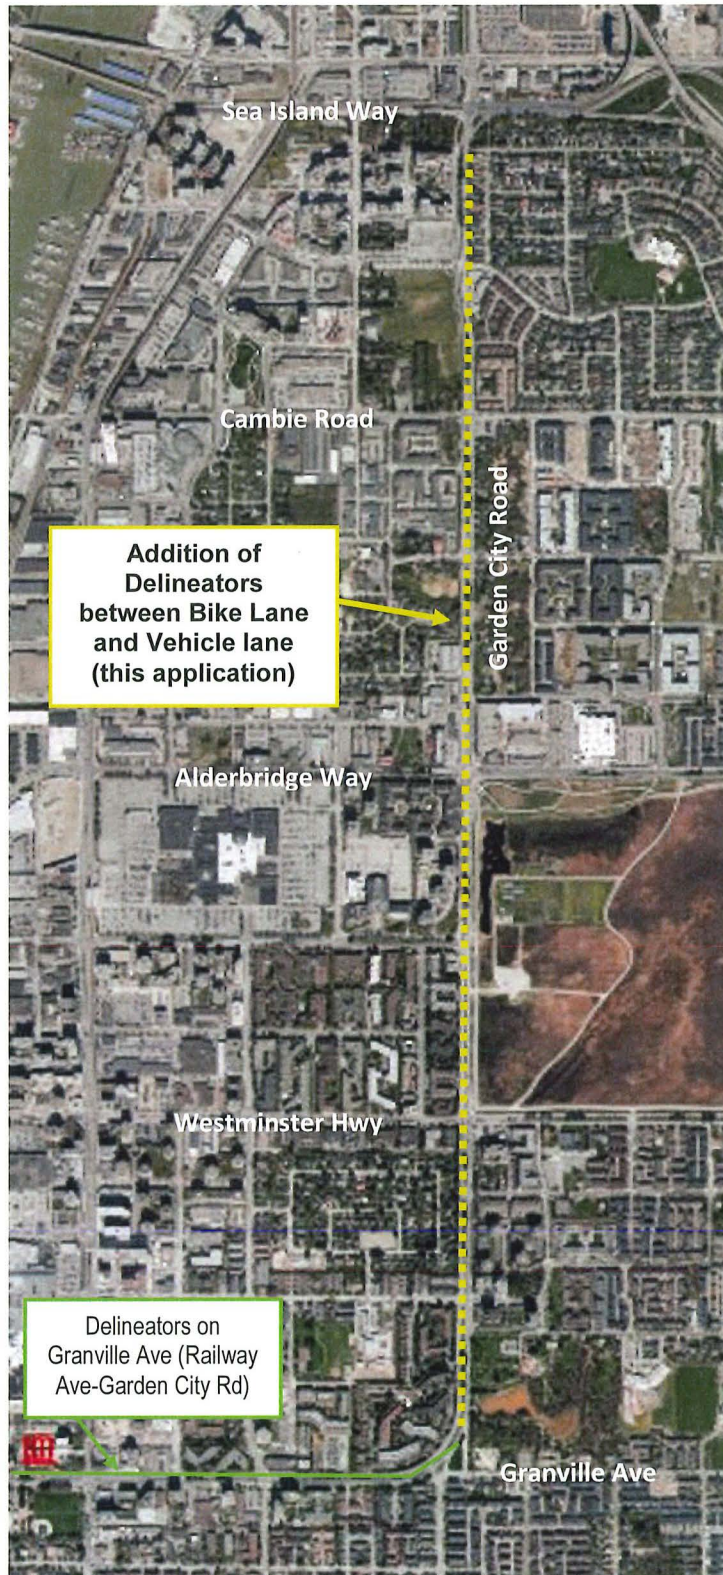 Sea Island Way
Cambie Road
Garden City Road
Addition of
Delineators
between Bike Lane
and Vehicle lane
(this application)
Alderbridge Way
Westminster Hwy
Delineators on
Granville Ave (Railway
Ave-Garden City Rd)
Granville Ave